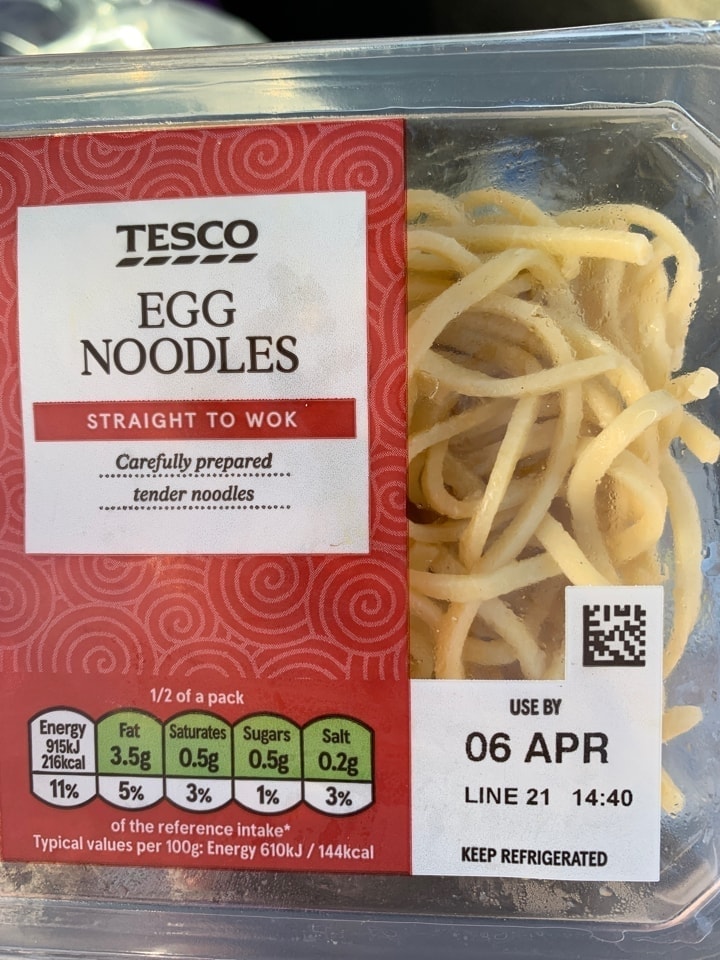 TESCO
EGG
NOODLES
STRAIGHT TO WOK
Carefully prepared
tender noodles
1/2 of a pack
Energy
915kJ
216kcal
11%
Fat
3.5g
5%
Saturates
0.5g
3%
Sugars
0.5g
1%
Salt
0.2g
3%
of the reference intake*
Typical values per 100g: Energy 610kJ / 144kcal
USE BY
06 APR
LINE 21 14:40
KEEP REFRIGERATED